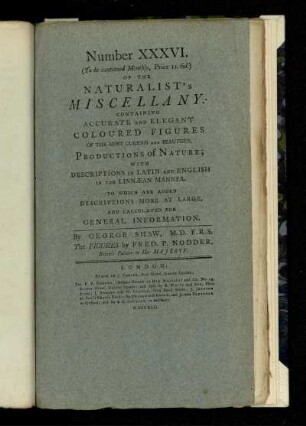 Number XXXVI.
(To be continued Monthly, Price 2s. 6d.)
OF THE
NATURALIST's
MISCELLANY:
CONTAINING
ACCURATE AND ELEGANT
COLOURED FIGURES
OF THE MOST CURIOUS AND BEAUTIFUL
PRODUCTIONS of NATURE;
WITH
DESCRIPTIONS IN LATIN AND ENGLISH
IN THE LINNÆAN MANNER.
TO WHICH ARE ADDED
DESCRIPTIONS MORE AT LARGE,
AND CALCULATED FOR
GENERAL INFORMATION.
By GEORGE SHAW, M.D. F.R.S.
The FIGURES by FRED. P. NODDER,
Botanic Painter to Her MAJESTY.
LONDON: